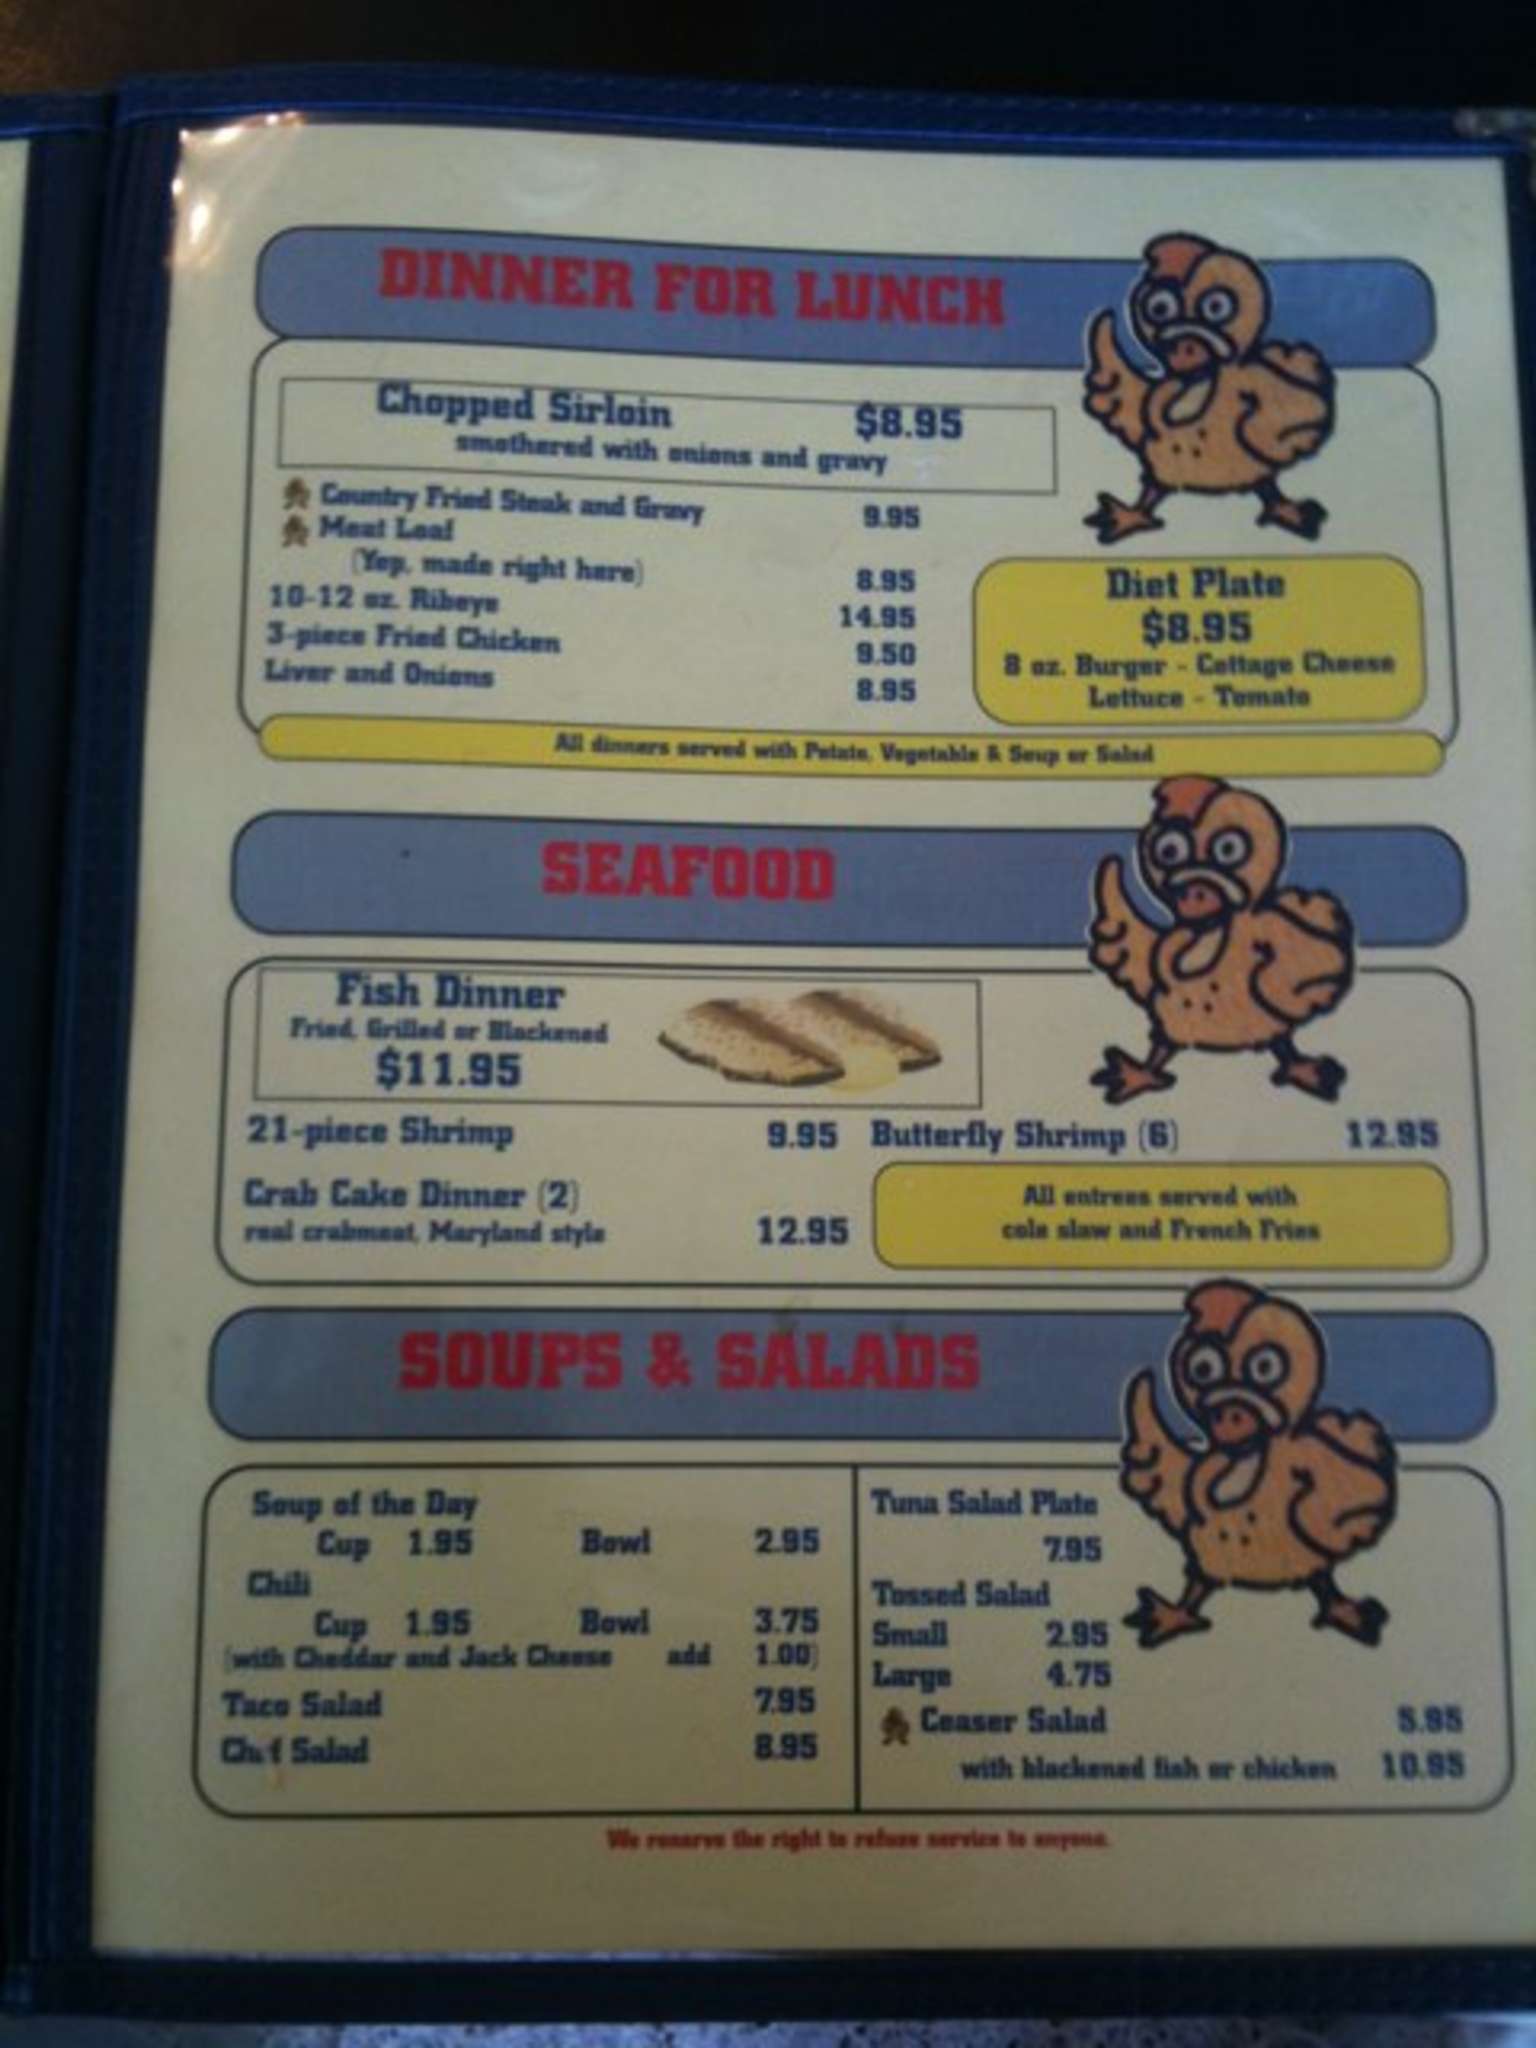 DINNER FOR LUNCH
Chopped Sirloin $8.95
smothered with onions and gravy
Country Fried Steak and Gravy 9.95
Meat Loaf
(Yep, made right here) 8.95
10-12 oz. Ribeye 14.95
3-piece Fried Chicken 9.50
Liver and Onions 8.95
Diet Plate
$8.95
8 oz. Burger - Cottage Cheese
Lettuce - Tomato
All dinners served with Potato, Vegetable & Soup or Salad
SEAFOOD
Fish Dinner
Fried, Grilled or Blackened
$11.95
21-piece Shrimp 9.95
Butterfly Shrimp (6) 12.95
Crab Cake Dinner (2)
real crabmeat, Maryland style 12.95
All entrees served with
cole slaw and French Fries
SOUPS & SALADS
Soup of the Day
Cup 1.95 Bowl 2.95
Chili
Cup 1.95 Bowl 3.75
(with Cheddar and Jack Cheese add 1.00)
Taco Salad 7.95
Chef Salad 8.95
Tuna Salad Plate
7.95
Tossed Salad
Small 2.95
Large 4.75
Ceaser Salad
with blackened fish or chicken 10.95
We reserve the right to refuse service to anyone.